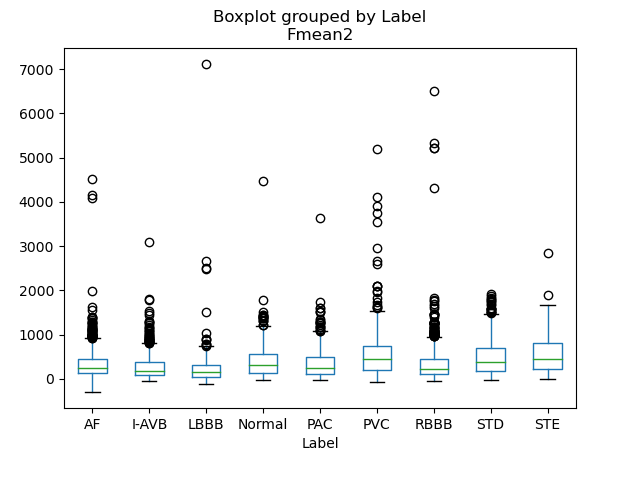 Boxplot grouped by Label
Fmean2
7000
6000
5000
4000
3000
2000
1000
0
AF I-AVB LBBB Normal PAC PVC RBBB STD STE
Label